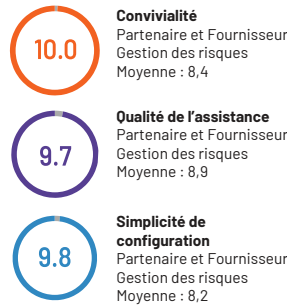 10.0
Convivialité
Partenaire et Fournisseur
Gestion des risques
Moyenne : 8,4
9.7
Qualité de l'assistance
Partenaire et Fournisseur
Gestion des risques
Moyenne : 8,9
9.8
Simplicité de
configuration
Partenaire et Fournisseur
Gestion des risques
Moyenne : 8,2